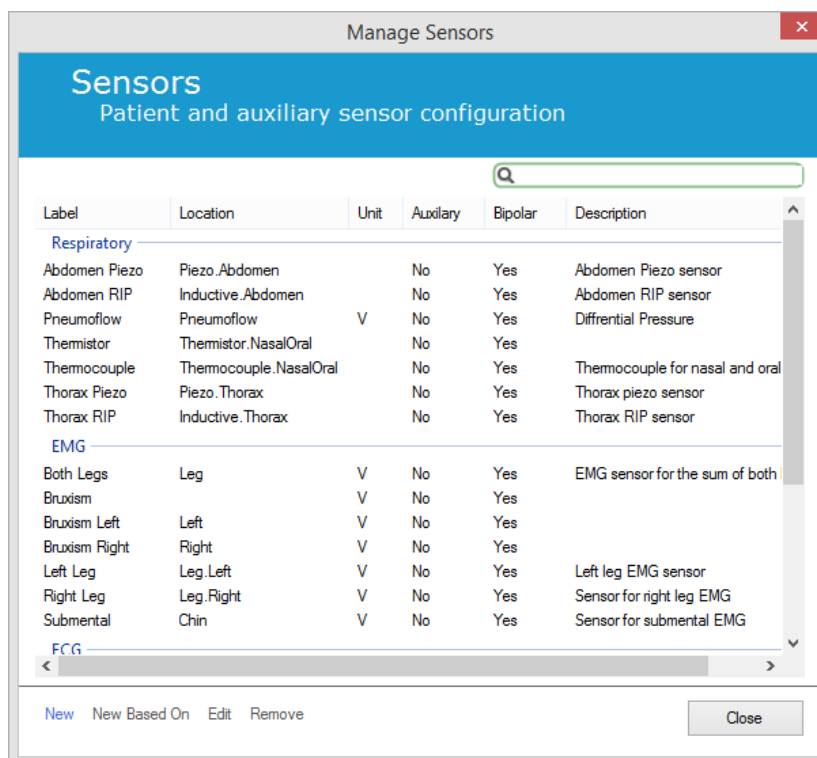 Manage Sensors
Sensors
Patient and auxiliary sensor configuration
Label Location Unit Auxilary Bipolar Description
Respiratory
Abdomen Piezo Piezo.Abdomen No Yes Abdomen Piezo sensor
Abdomen RIP Inductive.Abdomen No Yes Abdomen RIP sensor
Pneumoflow Pneumoflow V No Yes Diffrential Pressure
Thermistor Thermistor.NasalOral No Yes
Thermocouple Thermocouple.NasalOral No Yes Thermocouple for nasal and oral
Thorax Piezo Piezo.Thorax No Yes Thorax piezo sensor
Thorax RIP Inductive.Thorax No Yes Thorax RIP sensor
EMG
Both Legs Leg V No Yes EMG sensor for the sum of both
Bruxism V No Yes
Bruxism Left Left V No Yes
Bruxism Right Right V No Yes
Left Leg Leg.Left V No Yes Left leg EMG sensor
Right Leg Leg.Right V No Yes Sensor for right leg EMG
Submental Chin V No Yes Sensor for submental EMG
ECG
New New Based On Edit Remove Close